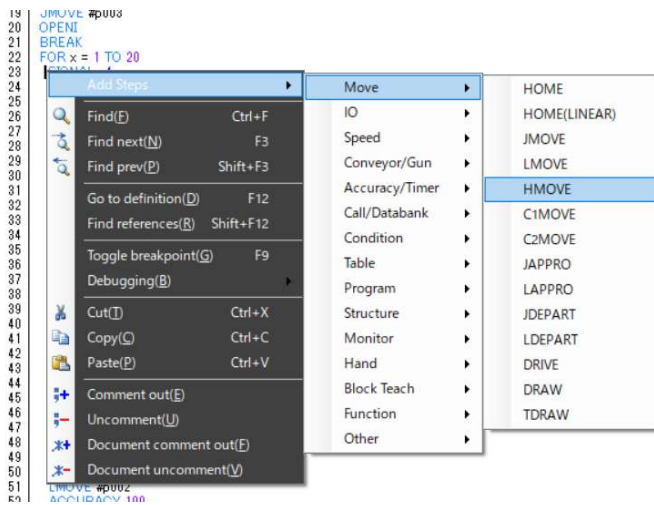 19 JMOVE #p003
20 OPENI
21 BREAK
22 FOR x = 1 TO 20
23
24 Add Steps
25
26 Find(F) Ctrl+F
27
28 Find next(N) F3
29
30 Find prev(P) Shift+F3
31
32 Go to definition(D) F12
33 Find references(R) Shift+F12
34
35 Toggle breakpoint(G) F9
36
37 Debugging(B)
38
39 Cut(T) Ctrl+X
40
41 Copy(C) Ctrl+C
42
43 Paste(P) Ctrl+V
44
45 Comment out(E)
46
47 Uncomment(U)
48 Document comment out(F)
49
50 Document uncomment(V)
51 LMOVE #p002
52 ACCURACY 100
Move
IO
Speed
Conveyor/Gun
Accuracy/Timer
Call/Databank
Condition
Table
Program
Structure
Monitor
Hand
Block Teach
Function
Other
HOME
HOME(LINEAR)
JMOVE
LMOVE
HMOVE
C1MOVE
C2MOVE
JAPPRO
LAPPRO
JDEPART
LDEPART
DRIVE
DRAW
TDRAW